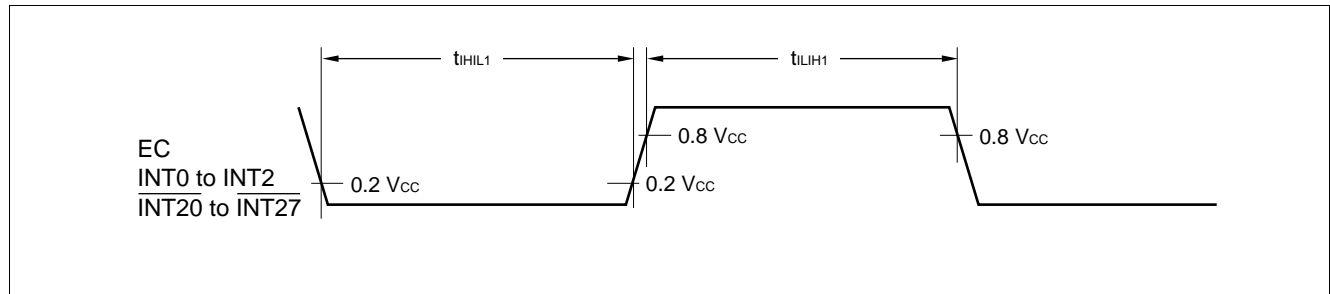 tIHIL1
tILIH1
0.8 VCC
0.8 VCC
EC
INT0 to INT2
0.2 VCC
0.2 VCC
INT20 to INT27